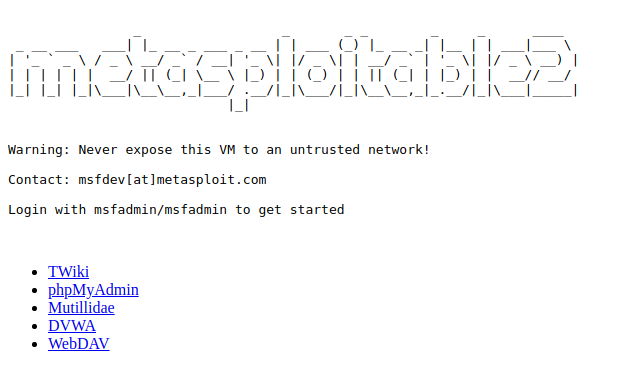 metasploitable2
Warning: Never expose this VM to an untrusted network!
Contact: msfdev[at]metasploit.com
Login with msfadmin/msfadmin to get started
TWiki
phpMyAdmin
Mutillidae
DVWA
WebDAV